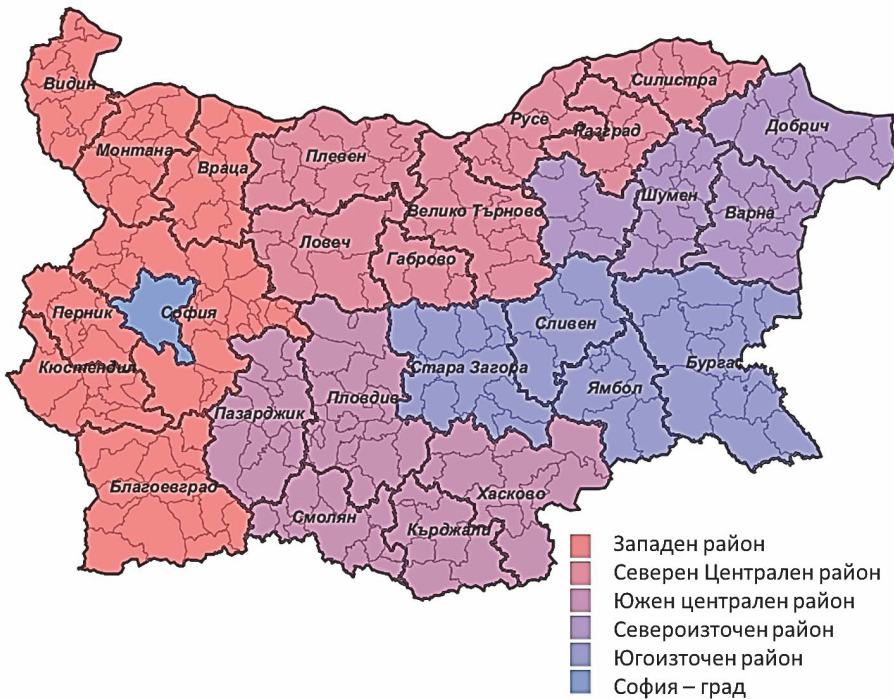 Видин
Монтана
Враца
Плевен
Русе
Силистра
Разград
Добрич
Велико Търново
Шумен
Варна
Ловеч
Габрово
Перник
София
Сливен
Кюстендил
Стара Загора
Бургас
Ямбол
Пазарджик
Пловдив
Благоевград
Хасково
Смолян
Кърджали
Западен район
Северен Централен район
Южен централен район
Североизточен район
Югоизточен район
София – град